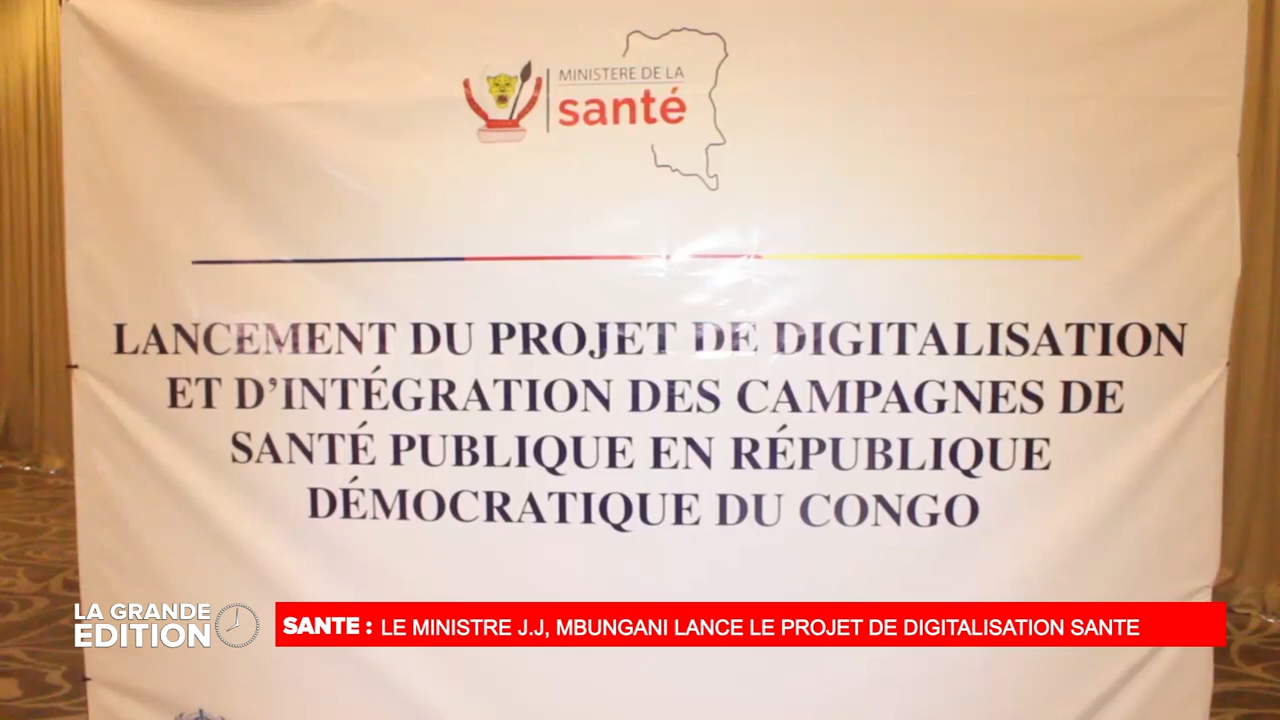 MINISTERE DE LA
santé
LANCEMENT DU PROJET DE DIGITALISATION
ET D'INTÉGRATION DES CAMPAGNES DE
SANTÉ PUBLIQUE EN RÉPUBLIQUE
DÉMOCRATIQUE DU CONGO
LA GRANDE
EDITION
SANTE : LE MINISTRE J.J, MBUNGANI LANCE LE PROJET DE DIGITALISATION SANTE